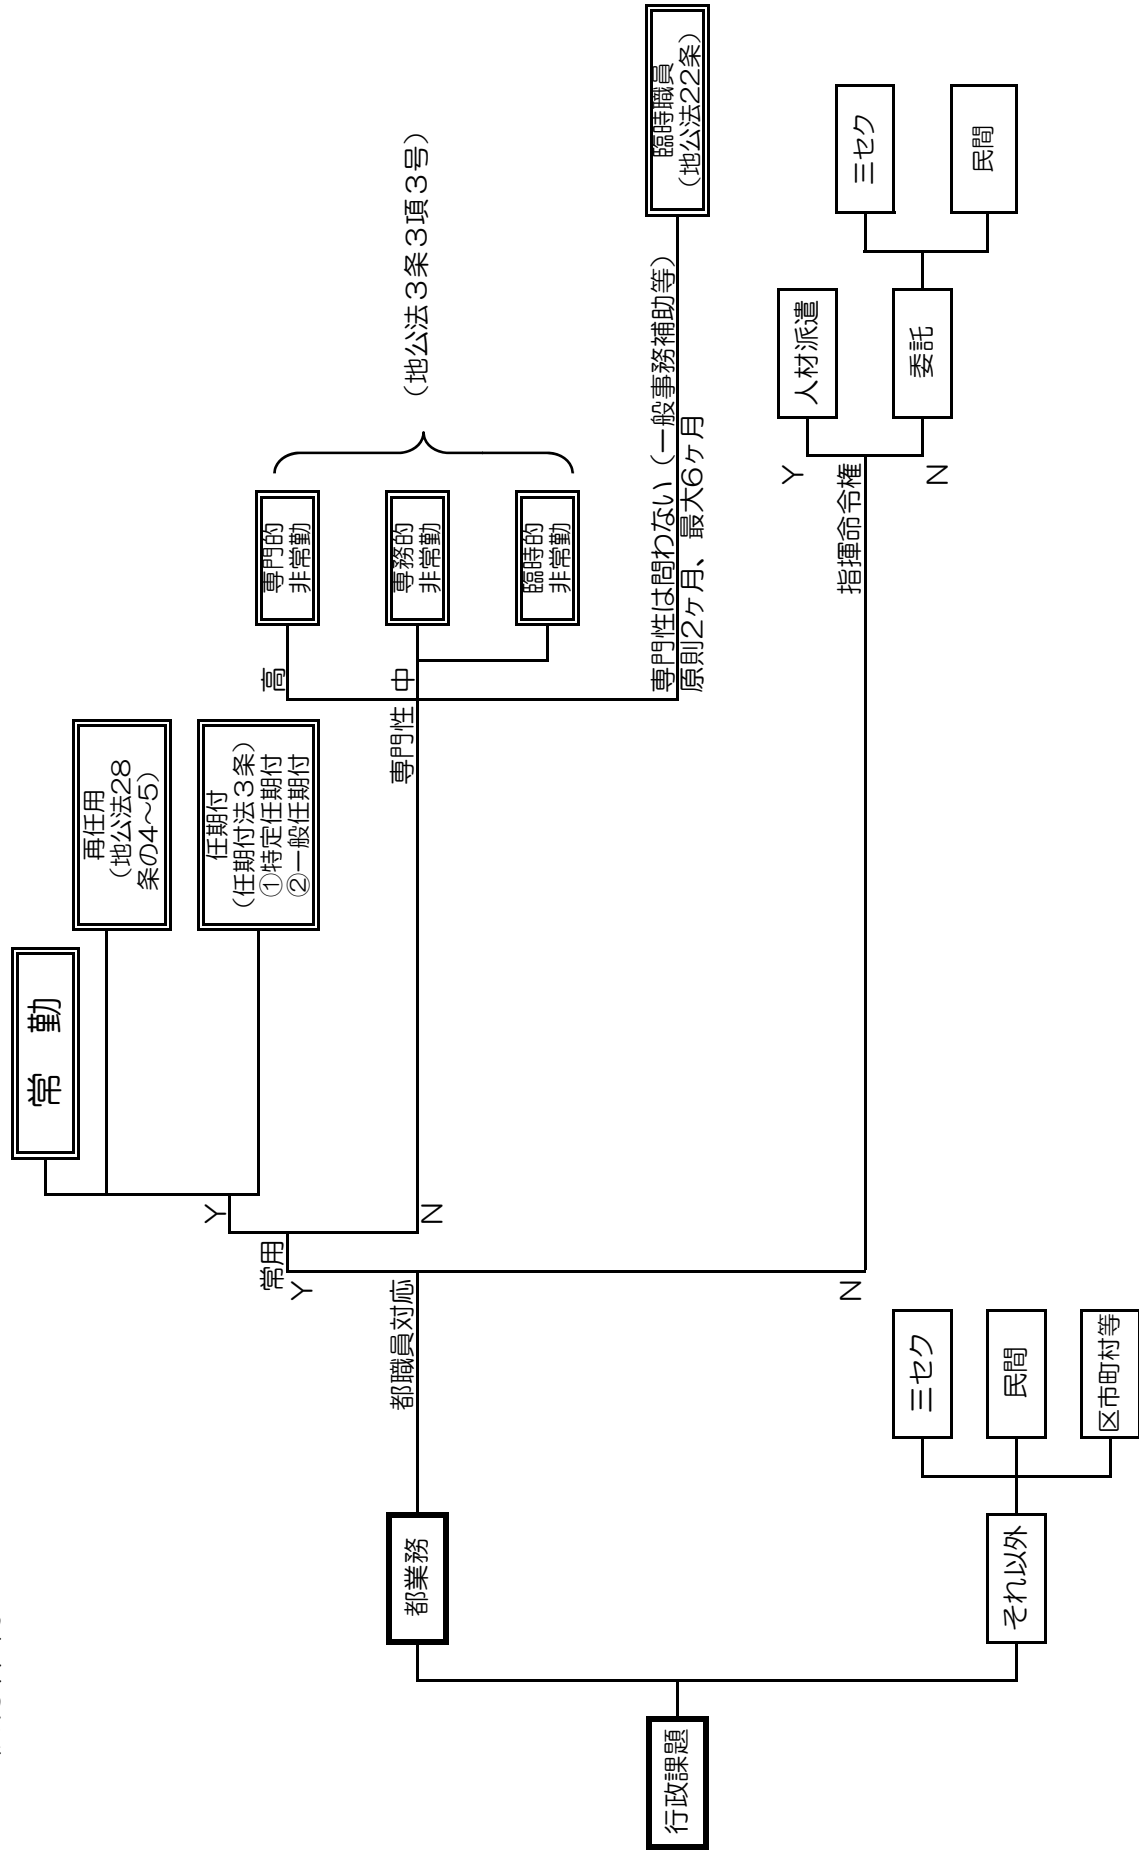 行政課題
都業務
それ以外
三セク
民間
区市町村等
都職員対応
Y
N
常用
Y
N
常　勤
再任用
（地公法28
条の4～5）
任期付
（任期付法3条）
①特定任期付
②一般任期付
専門性
高
中
専門的
非常勤
専務的
非常勤
臨時的
非常勤
（地公法3条3項3号）
専門性は問わない（一般事務補助等）
原則2ヶ月、最大6ヶ月
臨時職員
（地公法22条）
指揮命令権
Y
N
人材派遣
委託
三セク
民間